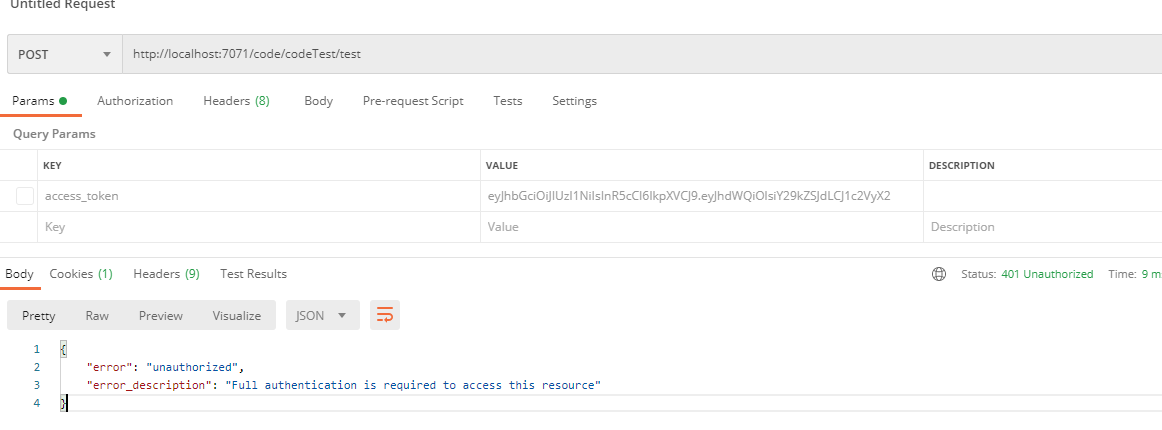 Untitled Request
POST http://localhost:7071/code/codeTest/test
Params Authorization Headers (8) Body Pre-request Script Tests Settings
Query Params
KEY VALUE DESCRIPTION
access_token eyJhbGciOiJIUzI1NiIsInR5cCI6IkpXVCJ9.eyJhdWQiOlsiY29kZSJdLCJ1c2VyX2
Key Value Description
Body Cookies (1) Headers (9) Test Results Status: 401 Unauthorized Time: 9 m
Pretty Raw Preview Visualize JSON
1 {
2 "error": "unauthorized",
3 "error_description": "Full authentication is required to access this resource"
4 }